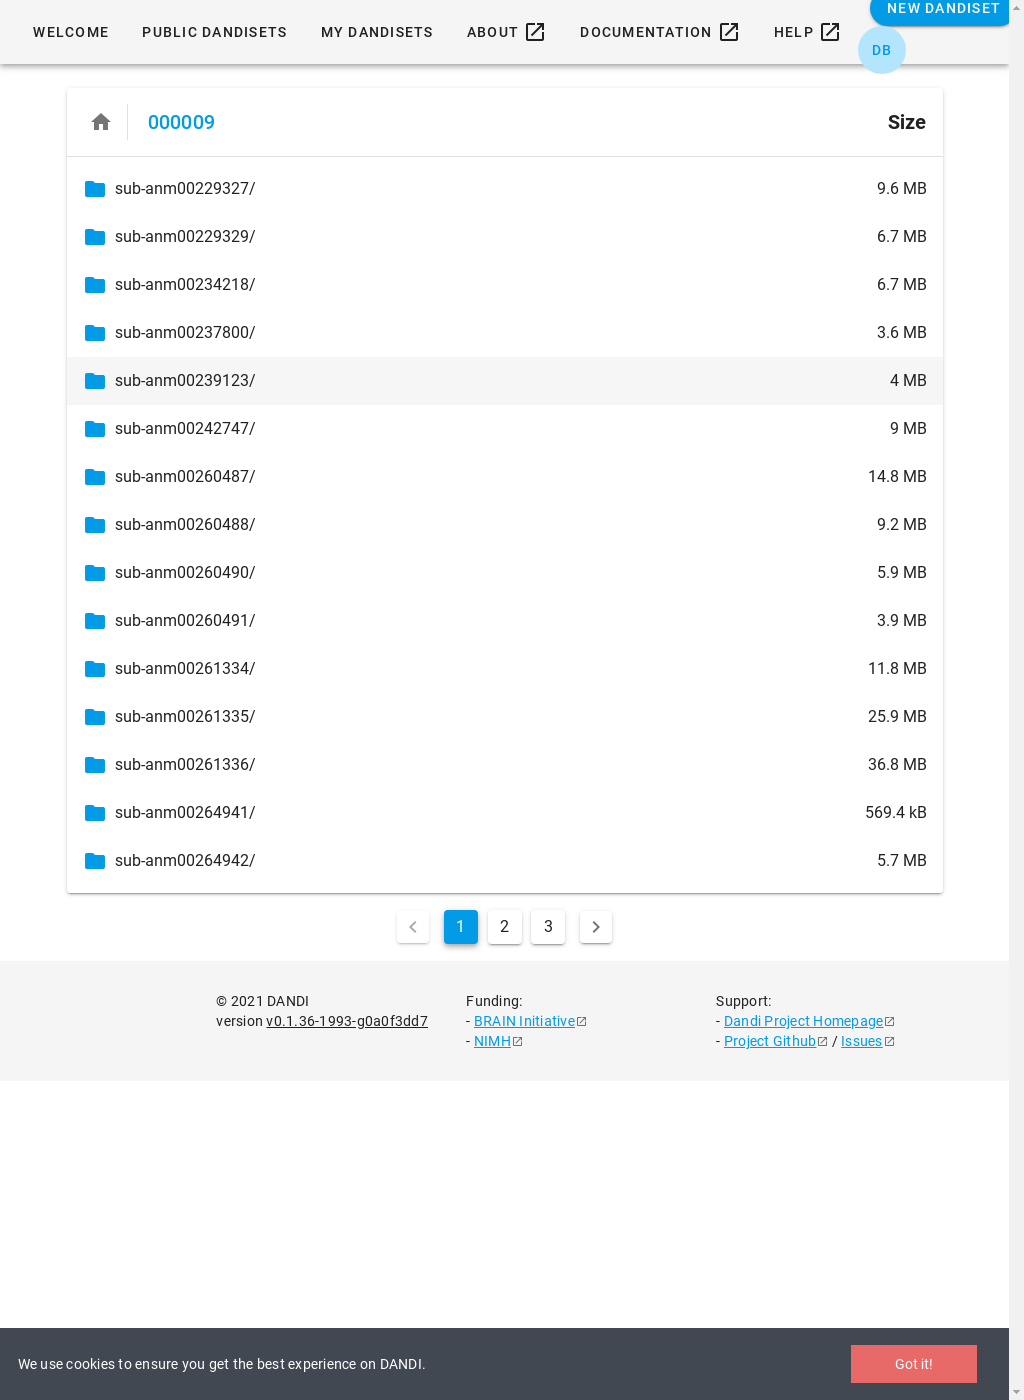 NEW DANDISET
WELCOME PUBLIC DANDISETS MY DANDISETS ABOUT DOCUMENTATION HELP
DB
000009 Size
sub-anm00229327/ 9.6 MB
sub-anm00229329/ 6.7 MB
sub-anm00234218/ 6.7 MB
sub-anm00237800/ 3.6 MB
sub-anm00239123/ 4 MB
sub-anm00242747/ 9 MB
sub-anm00260487/ 14.8 MB
sub-anm00260488/ 9.2 MB
sub-anm00260490/ 5.9 MB
sub-anm00260491/ 3.9 MB
sub-anm00261334/ 11.8 MB
sub-anm00261335/ 25.9 MB
sub-anm00261336/ 36.8 MB
sub-anm00264941/ 569.4 kB
sub-anm00264942/ 5.7 MB
1 2 3
© 2021 DANDI
version v0.1.36-1993-g0a0f3dd7
Funding:
- BRAIN Initiative
- NIMH
Support:
- Dandi Project Homepage
- Project Github / Issues
We use cookies to ensure you get the best experience on DANDI. Got it!